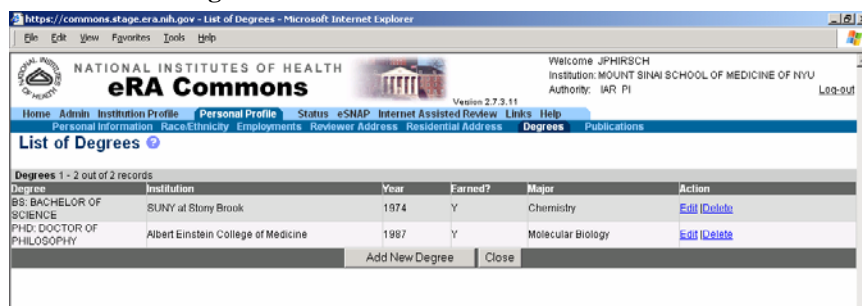 https://commons.stage.era.nih.gov - List of Degrees - Microsoft Internet Explorer
File Edit View Favorites Tools Help
NATIONAL INSTITUTES OF HEALTH
eRA Commons
Version 2.7.3.11
Welcome JPHIRSCH
Institution: MOUNT SINAI SCHOOL OF MEDICINE OF NYU
Authority: IAR PI
Log-out
Home Admin Institution Profile Personal Profile Status eSNAP Internet Assisted Review Links Help
Personal Information Race/Ethnicity Employments Reviewer Address Residential Address Degrees Publications
List of Degrees ?
Degrees 1 - 2 out of 2 records
Degree Institution Year Earned? Major Action
BS: BACHELOR OF SCIENCE SUNY at Stony Brook 1974 Y Chemistry Edit | Delete
PHD: DOCTOR OF PHILOSOPHY Albert Einstein College of Medicine 1987 Y Molecular Biology Edit | Delete
Add New Degree Close